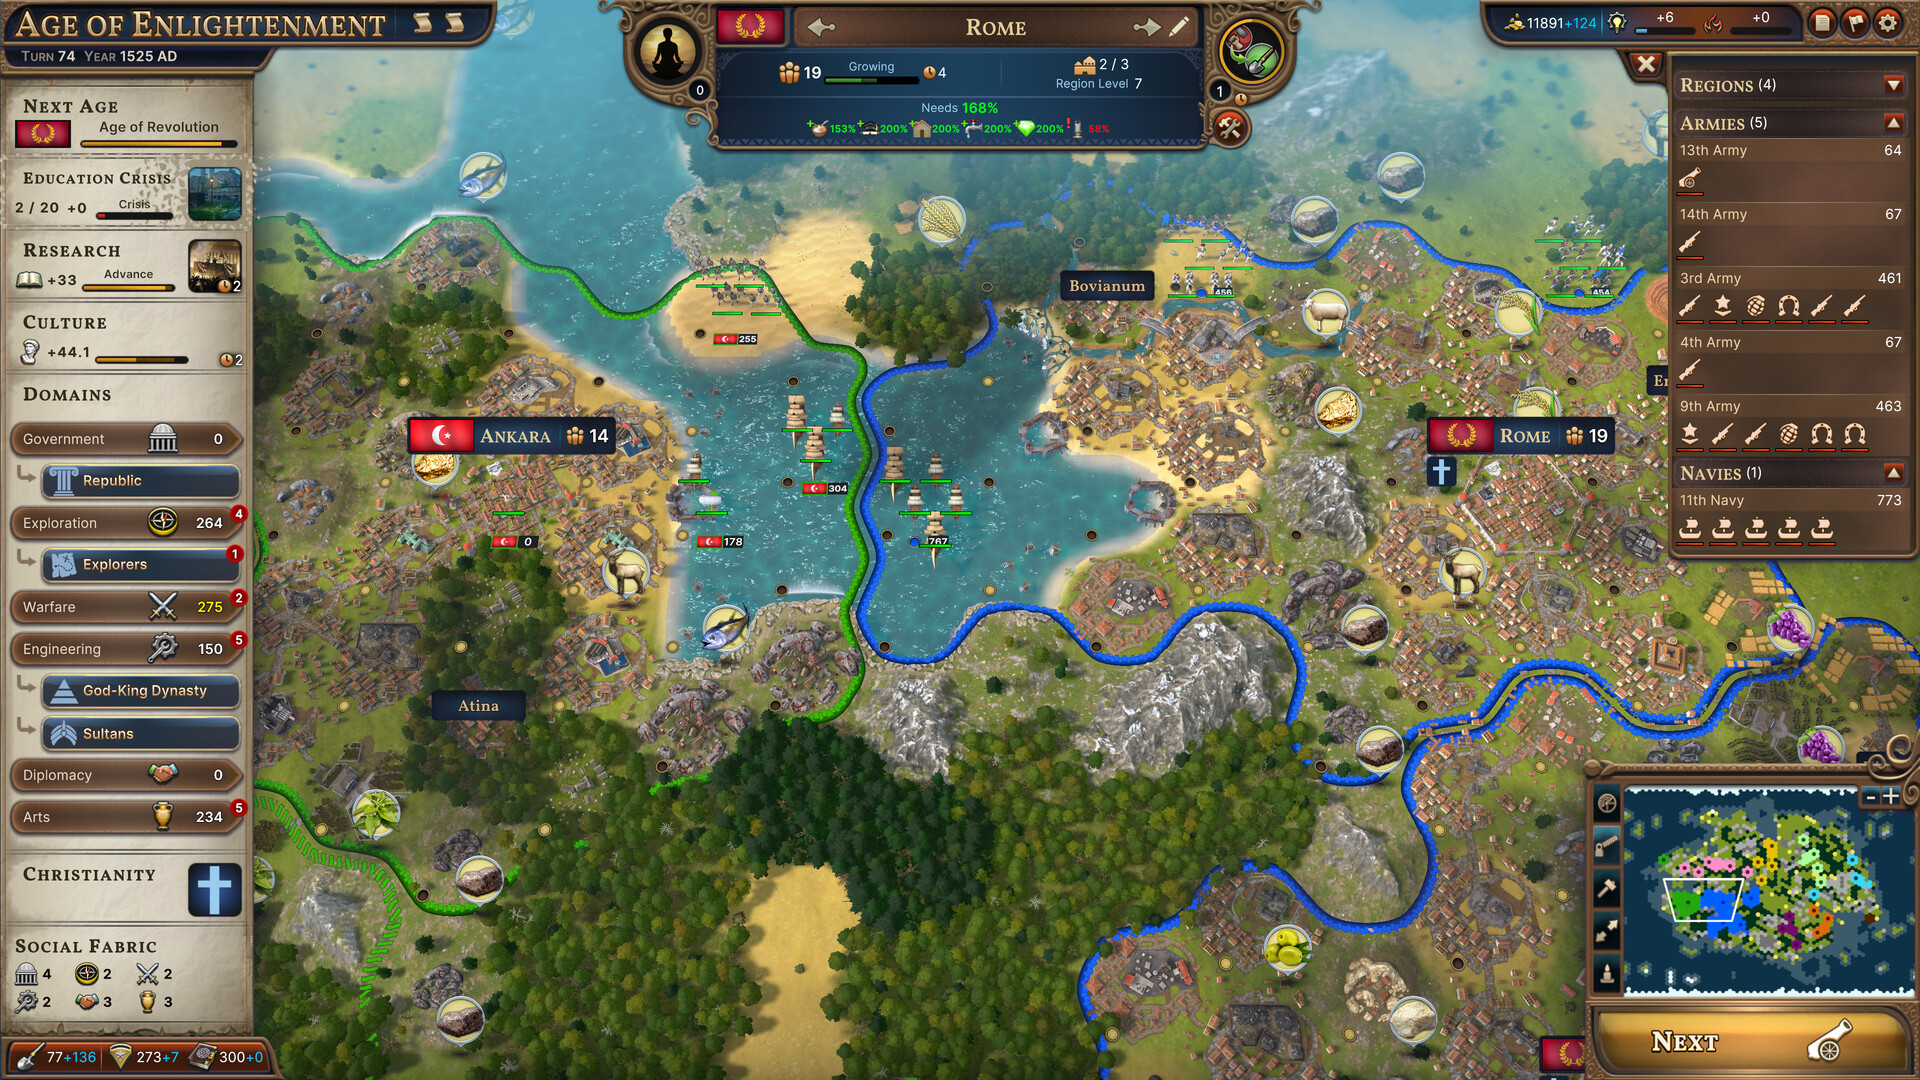 AGE OF ENLIGHTENMENT
TURN 74 YEAR 1525 AD
NEXT AGE
Age of Revolution
EDUCATION CRISIS
2 / 20 +0
Crisis
RESEARCH
+33
Advance
2
CULTURE
+44.1
2
DOMAINS
Government 0
Republic
Exploration 264 4
Explorers 1
Warfare 275 2
Engineering 150 5
God-King Dynasty
Sultans
Diplomacy 0
Arts 234 5
CHRISTIANITY
SOCIAL FABRIC
4 2 2
2 3 3
77+136 273+7 300+0
0
ROME
19 Growing 4
2 / 3
Region Level 7
Needs 168%
153% 200% 200% 200% 200% 58%
1
11891+124 +6 +0
REGIONS (4)
ARMIES (5)
13th Army 64
14th Army 67
3rd Army 461
4th Army 67
9th Army 463
NAVIES (1)
11th Navy 773
Bovianum
456
454
255
ANKARA 14
ROME 19
304
767
0
178
Atina
NEXT